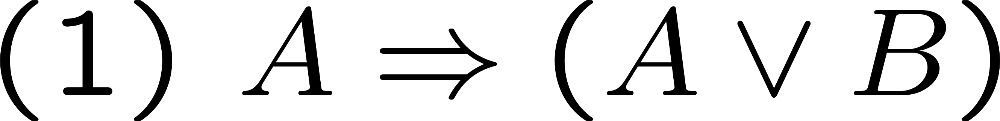 (1) A ⇒ (A ∨ B)